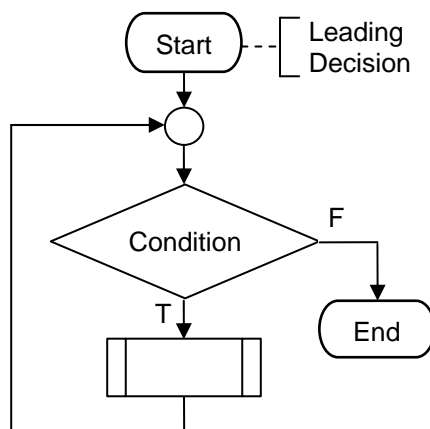 Start
Leading
Decision
Condition
F
T
End